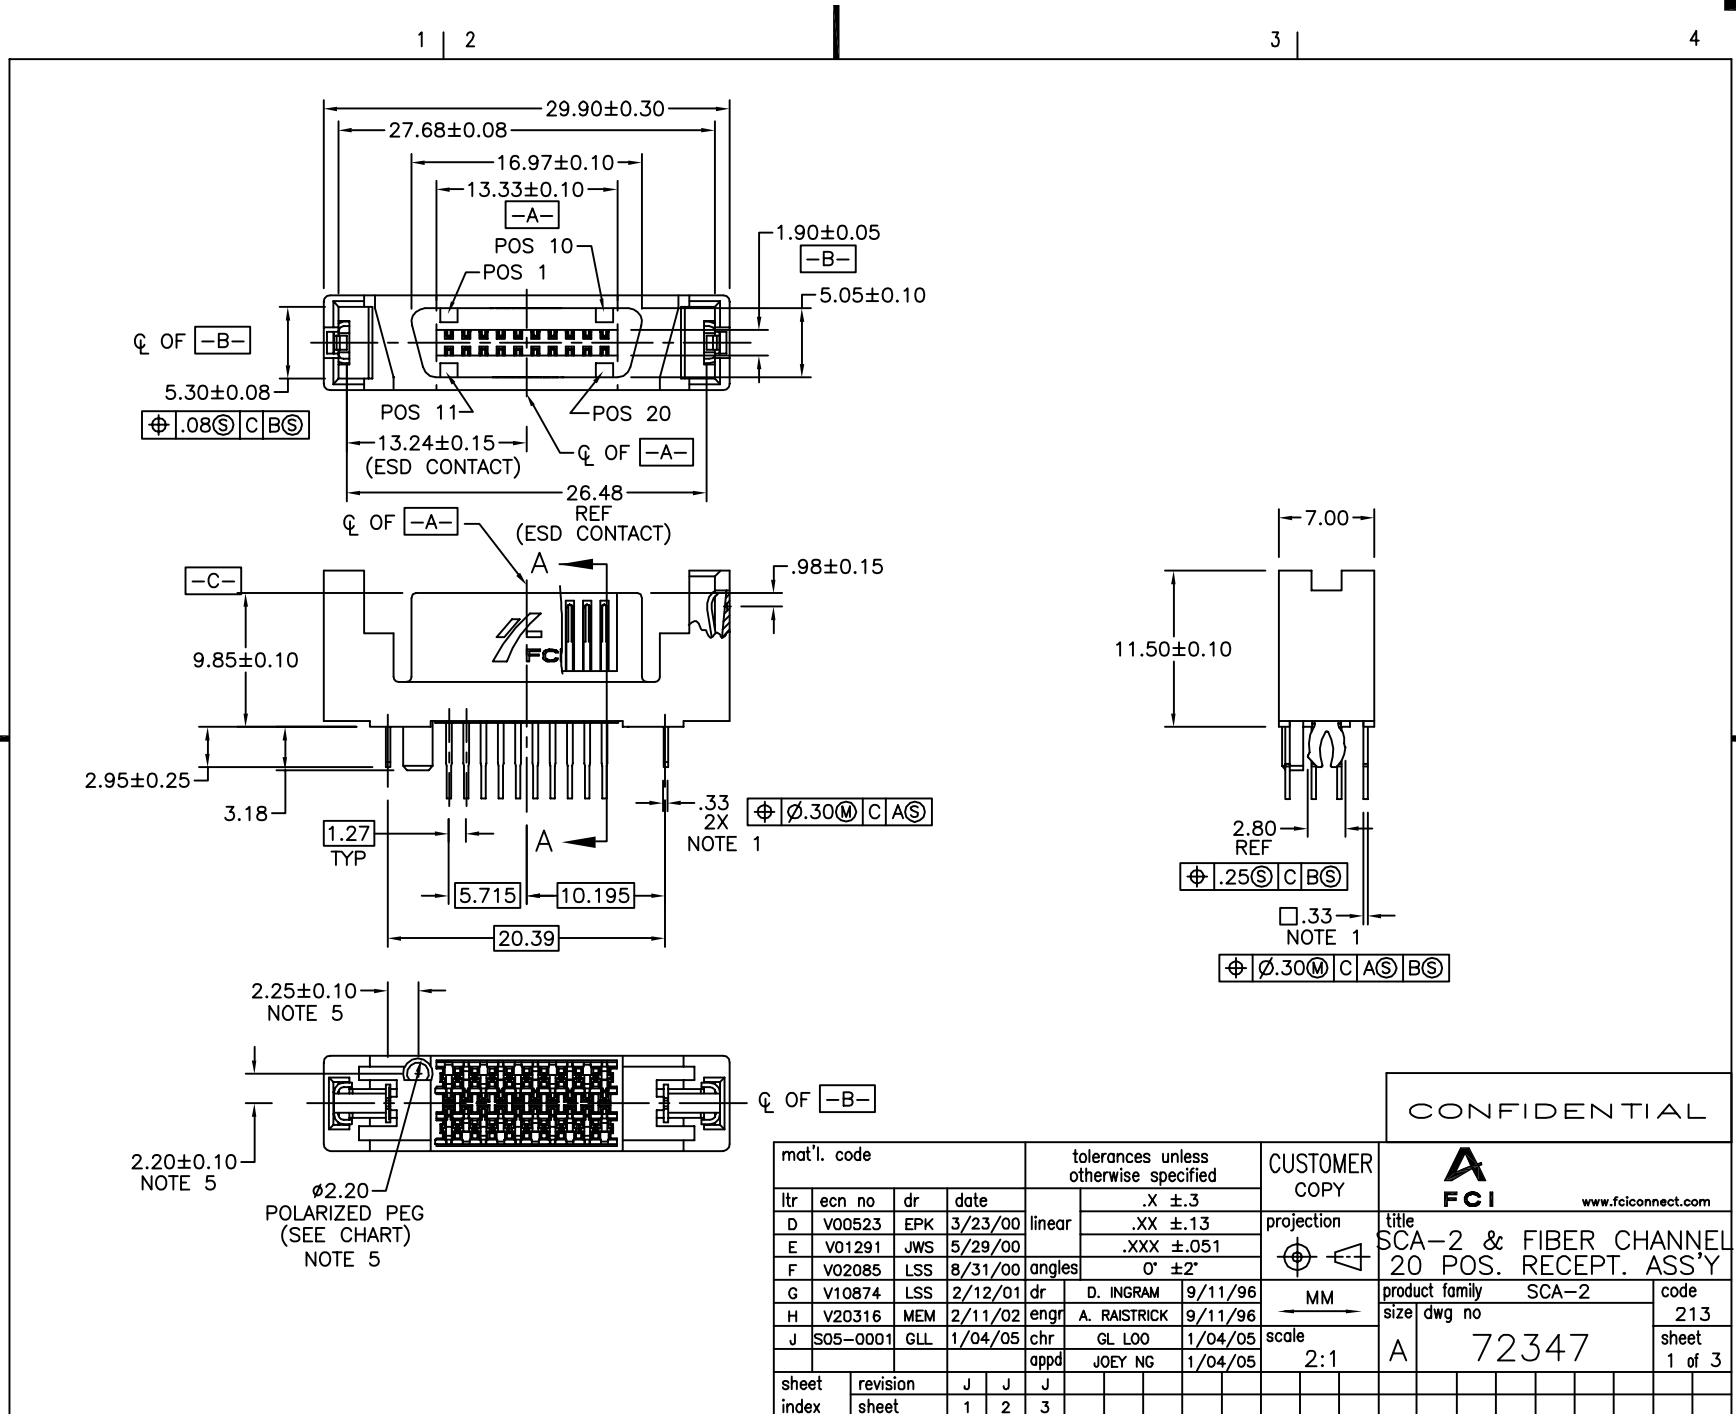 1 2
3
4
29.90±0.30
27.68±0.08
16.97±0.10
13.33±0.10
-A-
POS 10
POS 1
1.90±0.05
-B-
5.05±0.10
℄ OF -B-
5.30±0.08
⌖ .08Ⓢ C BⓈ
POS 11
POS 20
13.24±0.15
(ESD CONTACT)
℄ OF -A-
26.48
REF
(ESD CONTACT)
℄ OF -A-
A
.98±0.15
-C-
FCI
9.85±0.10
2.95±0.25
3.18
1.27
TYP
A
.33
2X
NOTE 1
⌖ Ø.30Ⓜ C AⓈ
5.715
10.195
20.39
7.00
11.50±0.10
2.80
REF
⌖ .25Ⓢ C BⓈ
□.33
NOTE 1
⌖ Ø.30Ⓜ C AⓈ BⓈ
2.25±0.10
NOTE 5
2.20±0.10
NOTE 5
ø2.20
POLARIZED PEG
(SEE CHART)
NOTE 5
℄ OF -B-
CONFIDENTIAL
mat'l. code
tolerances unless
otherwise specified
CUSTOMER
COPY
FCI
www.fciconnect.com
ltr ecn no dr date
D V00523 EPK 3/23/00
E V01291 JWS 5/29/00
F V02085 LSS 8/31/00
G V10874 LSS 2/12/01
H V20316 MEM 2/11/02
J S05-0001 GLL 1/04/05
linear
.X ±.3
.XX ±.13
.XXX ±.051
angles 0° ±2°
dr D. INGRAM 9/11/96
engr A. RAISTRICK 9/11/96
chr GL LOO 1/04/05
appd JOEY NG 1/04/05
projection
MM
scale
2:1
title
SCA-2 & FIBER CHANNEL
20 POS. RECEPT. ASS'Y
product family SCA-2
code
213
size
A
dwg no
72347
sheet
1 of 3
sheet
index
revision J J J
sheet 1 2 3